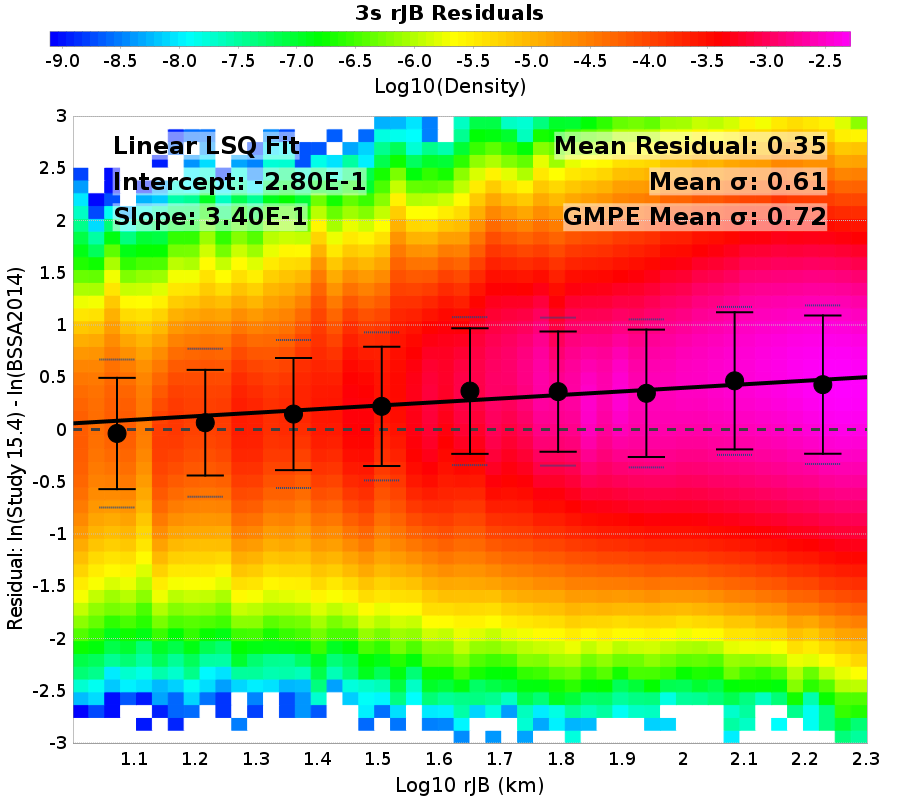 3s rJB Residuals
-9.0 -8.5 -8.0 -7.5 -7.0 -6.5 -6.0 -5.5 -5.0 -4.5 -4.0 -3.5 -3.0 -2.5
Log10(Density)
Linear LSQ Fit
Intercept: -2.80E-1
Slope: 3.40E-1
Mean Residual: 0.35
Mean σ: 0.61
GMPE Mean σ: 0.72
Residual: ln(Study 15.4) - ln(BSSA2014)
3
2.5
2
1.5
1
0.5
0
-0.5
-1
-1.5
-2
-2.5
-3
1.1 1.2 1.3 1.4 1.5 1.6 1.7 1.8 1.9 2 2.1 2.2 2.3
Log10 rJB (km)